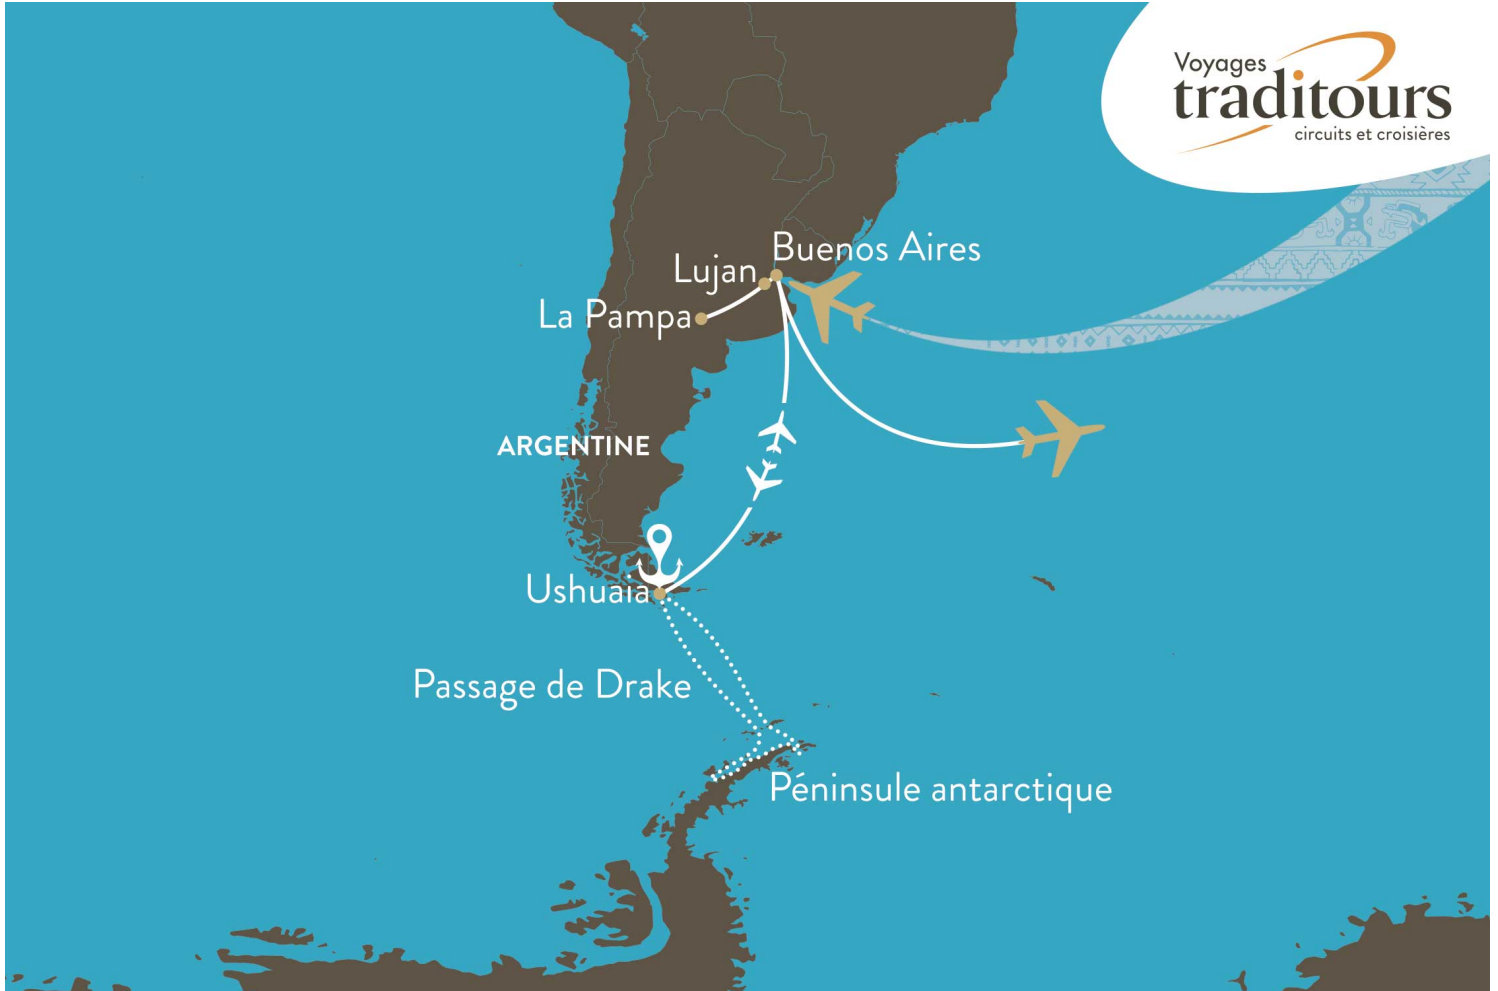 Voyages
traditours
circuits et croisières
Buenos Aires
Lujan
La Pampa
ARGENTINE
Ushuaia
Passage de Drake
Péninsule antarctique